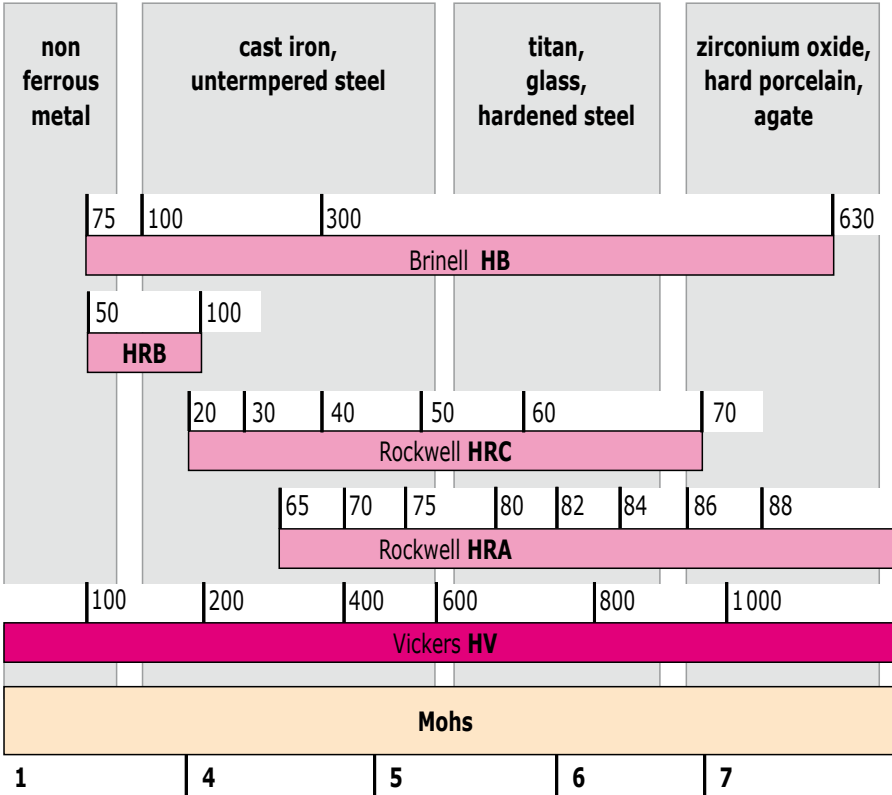 non
ferrous
metal
cast iron,
untermpered steel
titan,
glass,
hardened steel
zirconium oxide,
hard porcelain,
agate
75 100 300 630
Brinell HB
50 100
HRB
20 30 40 50 60 70
Rockwell HRC
65 70 75 80 82 84 86 88
Rockwell HRA
100 200 400 600 800 1000
Vickers HV
Mohs
1 4 5 6 7